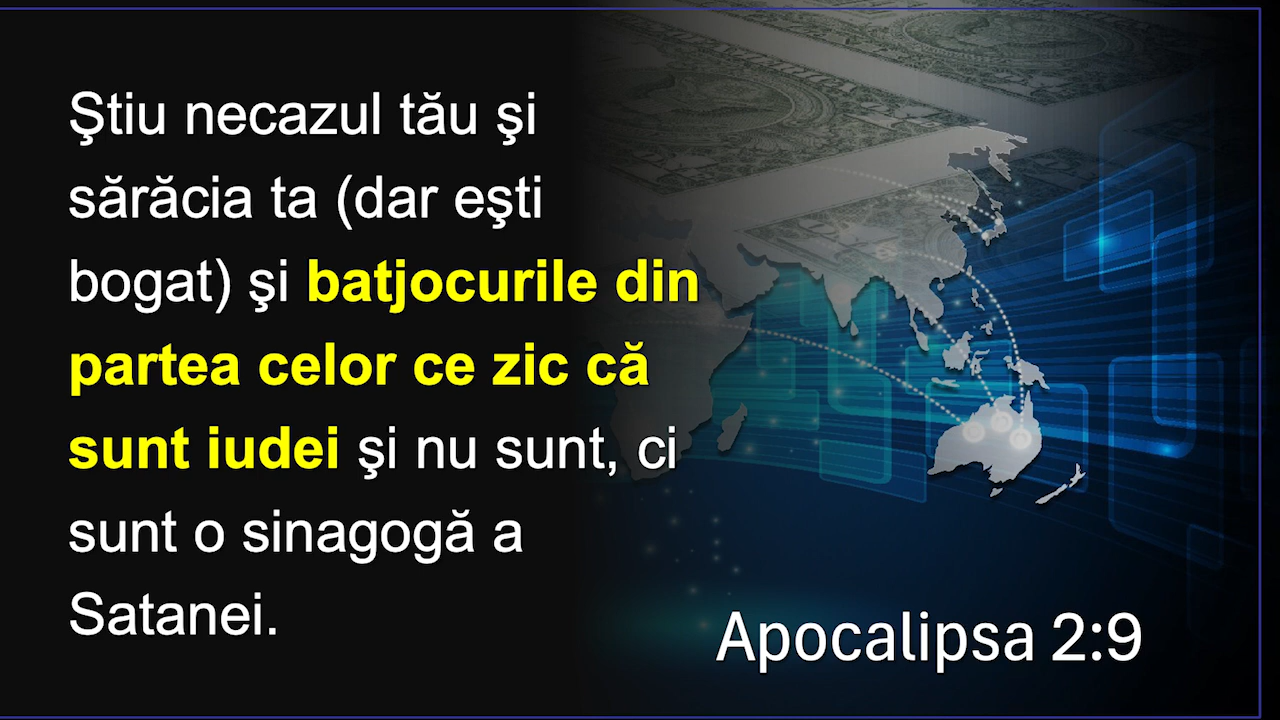 Ştiu necazul tău şi
sărăcia ta (dar eşti
bogat) şi batjocurile din
partea celor ce zic că
sunt iudei şi nu sunt, ci
sunt o sinagogă a
Satanei.
Apocalipsa 2:9